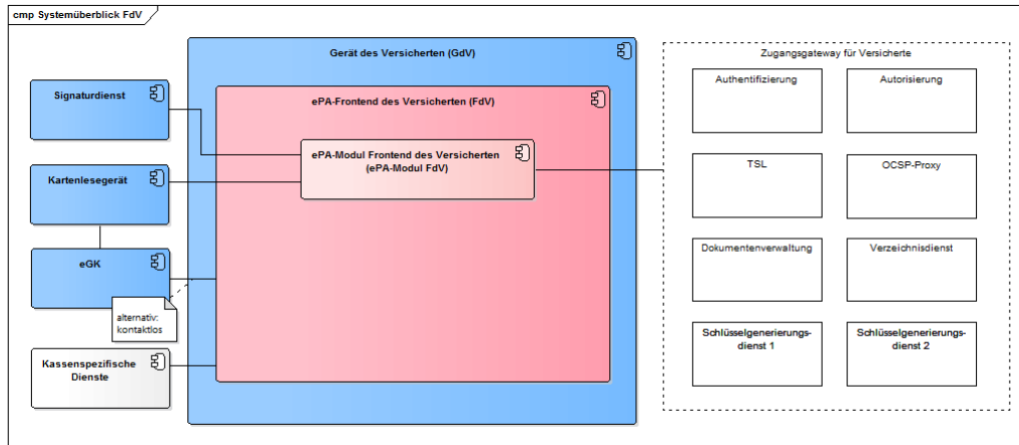 cmp Systemüberblick FdV
Gerät des Versicherten (GdV)
Zugangsgateway für Versicherte
Signaturdienst
ePA-Frontend des Versicherten (FdV)
Authentifizierung
Autorisierung
ePA-Modul Frontend des Versicherten
(ePA-Modul FdV)
Kartenlesegerät
TSL
OCSP-Proxy
eGK
alternativ:
kontaktlos
Dokumentenverwaltung
Verzeichnisdienst
Kassenspezifische
Dienste
Schlüsselgenerierungs-
dienst 1
Schlüsselgenerierungs-
dienst 2